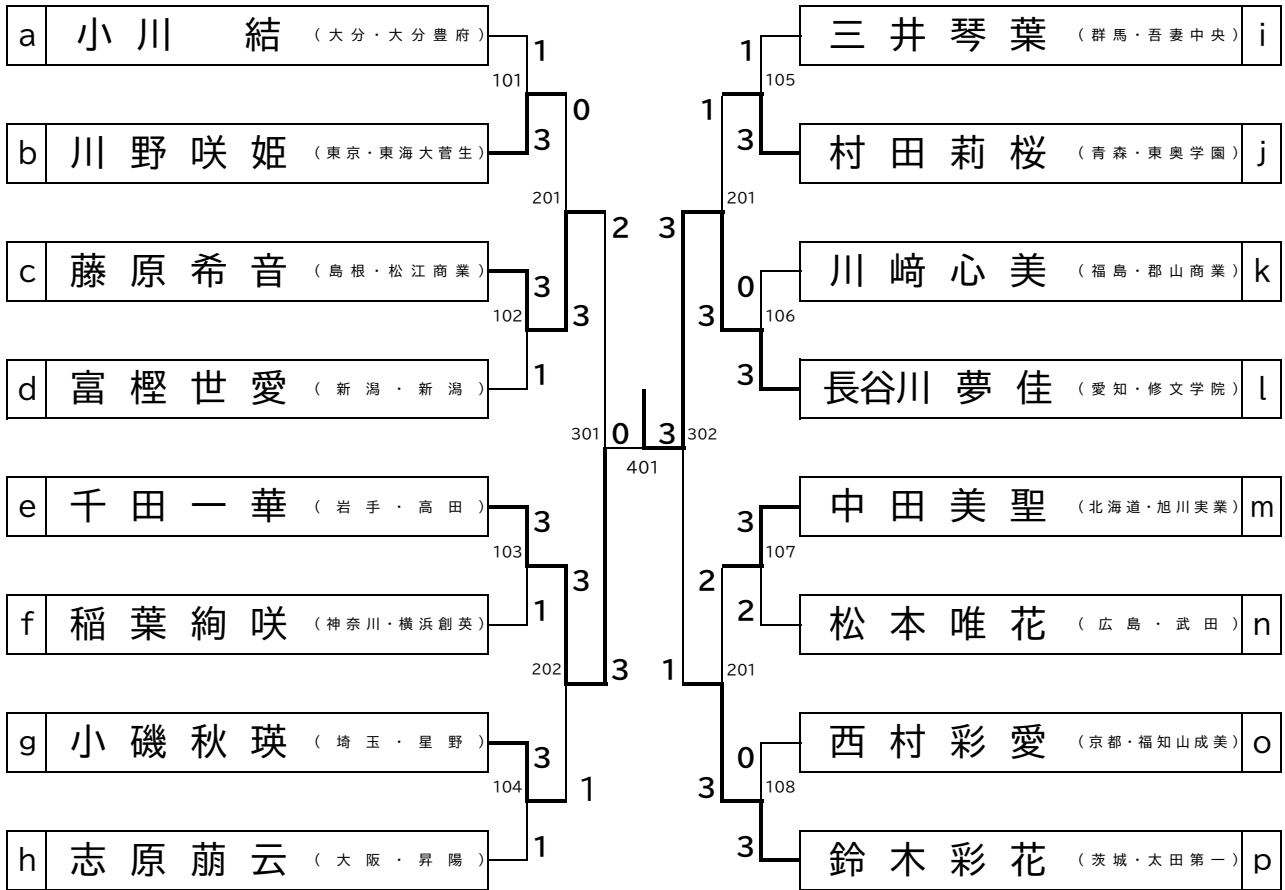 a 小川 結 (大分・大分豊府)
1
101
0
b 川野咲姫 (東京・東海大菅生)
3
201
2
c 藤原希音 (島根・松江商業)
3
102
3
d 富樫世愛 (新潟・新潟)
1
301
0
401
e 千田一華 (岩手・高田)
3
103
3
f 稲葉絢咲 (神奈川・横浜創英)
1
202
3
g 小磯秋瑛 (埼玉・星野)
3
104
1
h 志原萠云 (大阪・昇陽)
1
1
105
三井琴葉 (群馬・吾妻中央) i
1
3
村田莉桜 (青森・東奥学園) j
3
201
0
106
川﨑心美 (福島・郡山商業) k
3
3
長谷川夢佳 (愛知・修文学院) l
3
302
3
107
中田美聖 (北海道・旭川実業) m
2
2
松本唯花 (広島・武田) n
1
201
0
108
西村彩愛 (京都・福知山成美) o
3
3
鈴木彩花 (茨城・太田第一) p